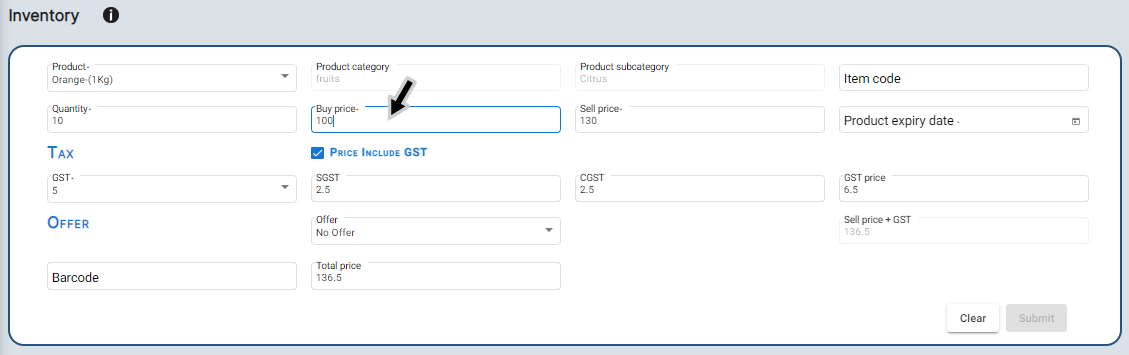 Inventory
Product-
Orange-(1Kg)
Product category
fruits
Product subcategory
Citrus
Item code
Quantity-
10
Buy price-
100
Sell price-
130
Product expiry date -
TAX
PRICE INCLUDE GST
GST-
5
SGST
2.5
CGST
2.5
GST price
6.5
OFFER
Offer
No Offer
Sell price + GST
136.5
Barcode
Total price
136.5
Clear
Submit